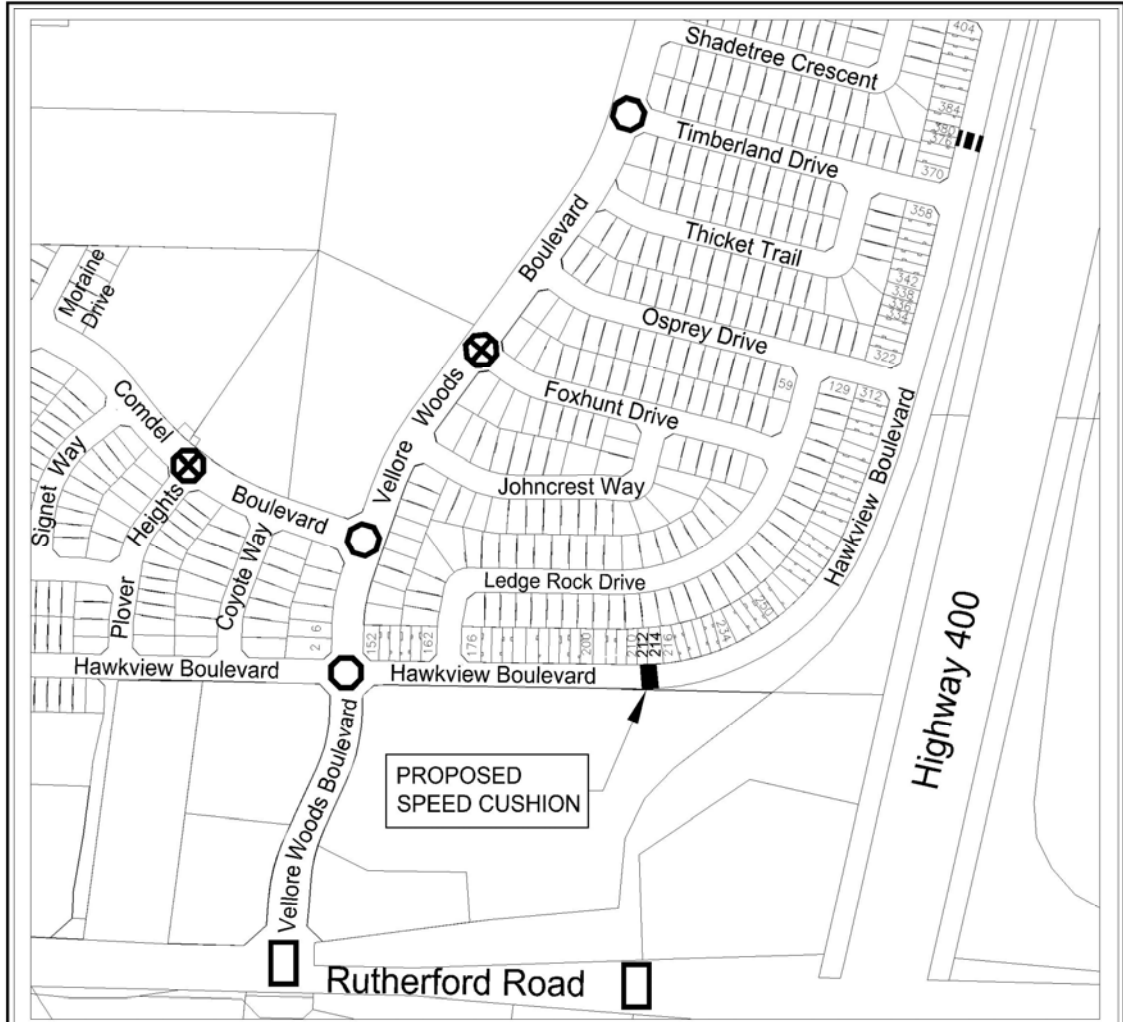 404
Shadetree Crescent
384
380
376
Timberland Drive
370
358
Thicket Trail
342
338
336
334
Boulevard
Osprey Drive
322
Moraine
Drive
Woods
59
129
312
Foxhunt Drive
Comdel
Hawkview Boulevard
Signet Way
Vellore
Johncrest Way
Heights
Boulevard
Coyote Way
Ledge Rock Drive
Plover
2 6
152
162
176
200
210
212
214
216
234
250
Hawkview Boulevard
Hawkview Boulevard
Highway 400
Vellore Woods Boulevard
PROPOSED
SPEED CUSHION
Rutherford Road